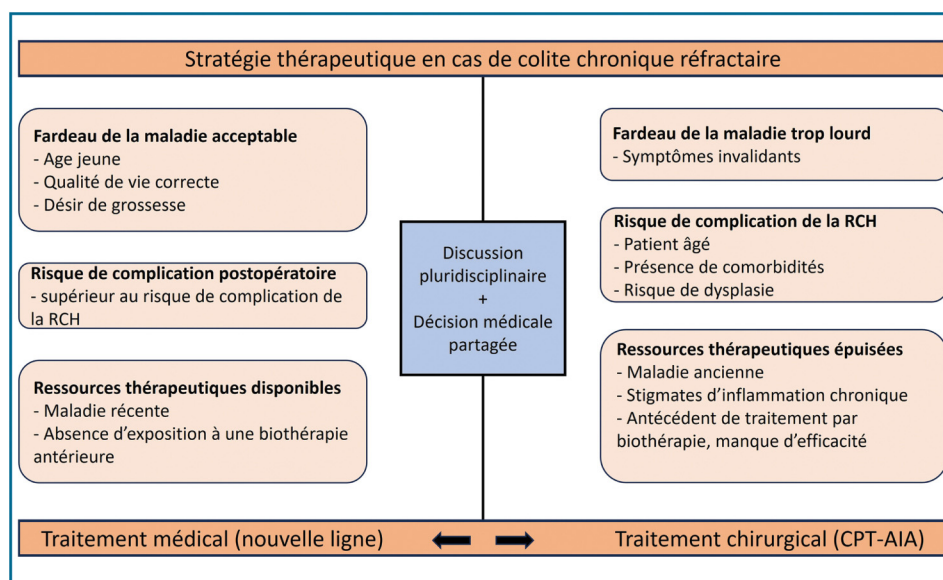 Stratégie thérapeutique en cas de colite chronique réfractaire
Fardeau de la maladie acceptable
- Age jeune
- Qualité de vie correcte
- Désir de grossesse
Risque de complication postopératoire
- supérieur au risque de complication de
la RCH
Ressources thérapeutiques disponibles
- Maladie récente
- Absence d’exposition à une biothérapie
antérieure
Discussion
pluridisciplinaire
+
Décision médicale
partagée
Fardeau de la maladie trop lourd
- Symptômes invalidants
Risque de complication de la RCH
- Patient âgé
- Présence de comorbidités
- Risque de dysplasie
Ressources thérapeutiques épuisées
- Maladie ancienne
- Stigmates d’inflammation chronique
- Antécédent de traitement par
biothérapie, manque d’efficacité
Traitement médical (nouvelle ligne)
Traitement chirurgical (CPT-AIA)